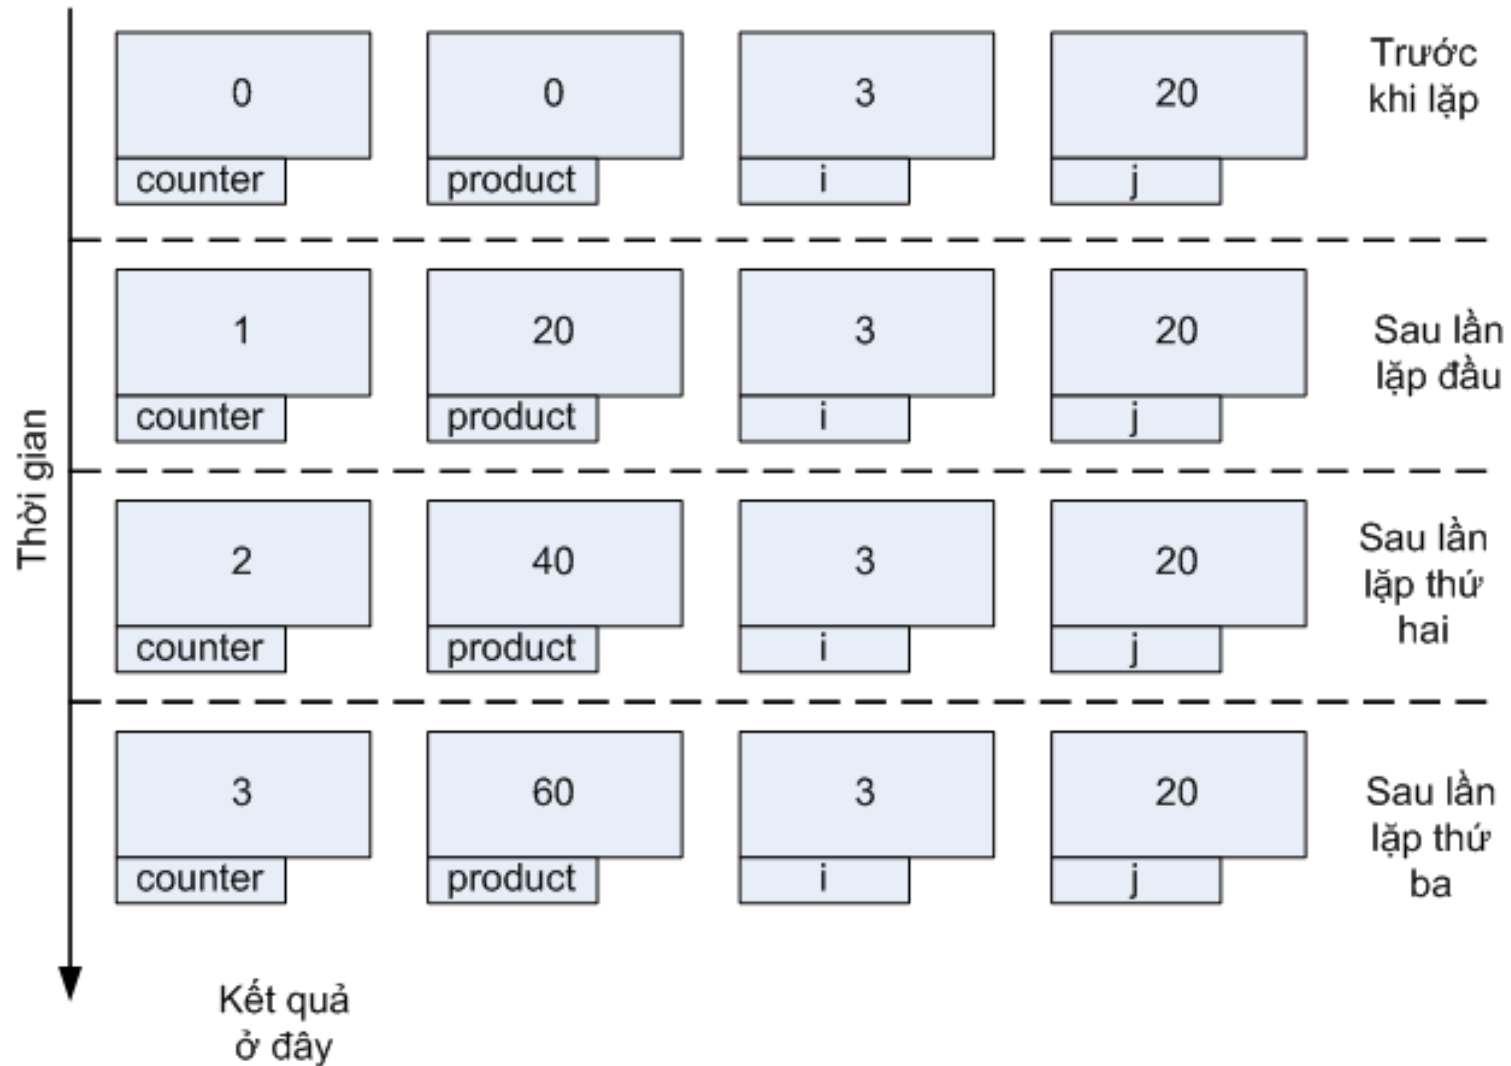 0 0 3 20
Trước
khi lặp
counter product i j
1 20 3 20
Sau lần
lặp đầu
counter product i j
Thời gian
2 40 3 20
Sau lần
lặp thứ
hai
counter product i j
3 60 3 20
Sau lần
lặp thứ
ba
counter product i j
Kết quả
ở đây